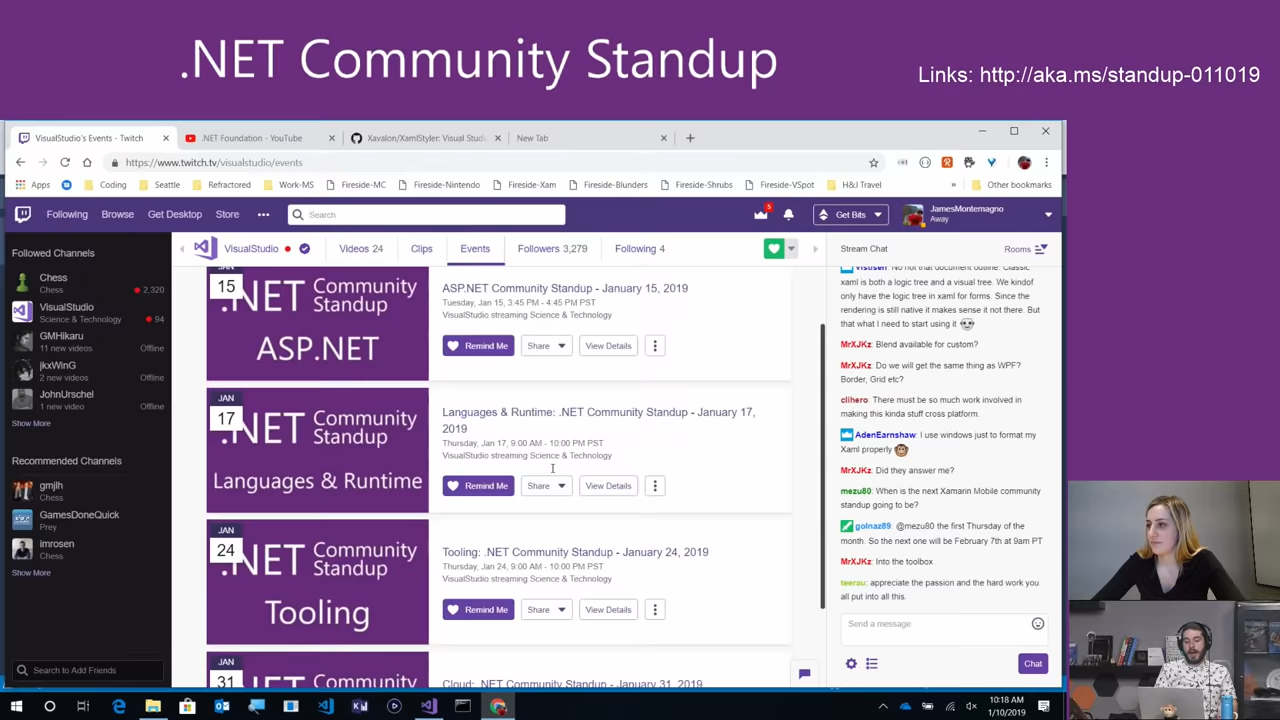 .NET Community Standup
Links: http://aka.ms/standup-011019
VisualStudio's Events - Twitch
.NET Foundation - YouTube
Xavalon/XamlStyler: Visual Studi
New Tab
https://www.twitch.tv/visualstudio/events
Apps
Coding
Seattle
Refractored
Work-MS
Fireside-MC
Fireside-Nintendo
Fireside-Xam
Fireside-Blunders
Fireside-Shrubs
Fireside-VSpot
H&J Travel
»
Other bookmarks
Following
Browse
Get Desktop
Store
Search
5
Get Bits
JamesMontemagno
Away
Followed Channels
Chess
Chess
2,320
VisualStudio
Science & Technology
94
GMHikaru
11 new videos
Offline
jkxWinG
2 new videos
Offline
JohnUrschel
1 new video
Offline
Show More
Recommended Channels
gmjlh
Chess
GamesDoneQuick
Prey
imrosen
Chess
Show More
Search to Add Friends
VisualStudio
Videos 24
Clips
Events
Followers 3,279
Following 4
JAN
15
.NET Community Standup
ASP.NET
ASP.NET Community Standup - January 15, 2019
Tuesday, Jan 15, 3:45 PM - 4:45 PM PST
VisualStudio streaming Science & Technology
Remind Me
Share
View Details
JAN
17
.NET Community Standup
Languages & Runtime
Languages & Runtime: .NET Community Standup - January 17,
2019
Thursday, Jan 17, 9:00 AM - 10:00 PM PST
VisualStudio streaming Science & Technology
Remind Me
Share
View Details
JAN
24
.NET Community Standup
Tooling
Tooling: .NET Community Standup - January 24, 2019
Thursday, Jan 24, 9:00 AM - 10:00 PM PST
VisualStudio streaming Science & Technology
Remind Me
Share
View Details
JAN
31
Community
Cloud: .NET Community Standup - January 31, 2019
Stream Chat
Rooms
Vistisen: No not that document outline. Classic
xaml is both a logic tree and a visual tree. We kindof
only have the logic tree in xaml for forms. Since the
rendering is still native it makes sense it not there. But
that what I need to start using it
MrXJKz: Blend available for custom?
MrXJKz: Do we will get the same thing as WPF?
Border, Grid etc?
clihero: There must be so much work involved in
making this kinda stuff cross platform.
AdenEarnshaw: I use windows just to format my
Xaml properly
MrXJKz: Did they answer me?
mezu80: When is the next Xamarin Mobile community
standup going to be?
golnaz89: @mezu80 the first Thursday of the
month. So the next one will be February 7th at 9am PT
MrXJKz: Into the toolbox
teerau: appreciate the passion and the hard work you
all put into all this.
Send a message
Chat
10:18 AM
1/10/2019